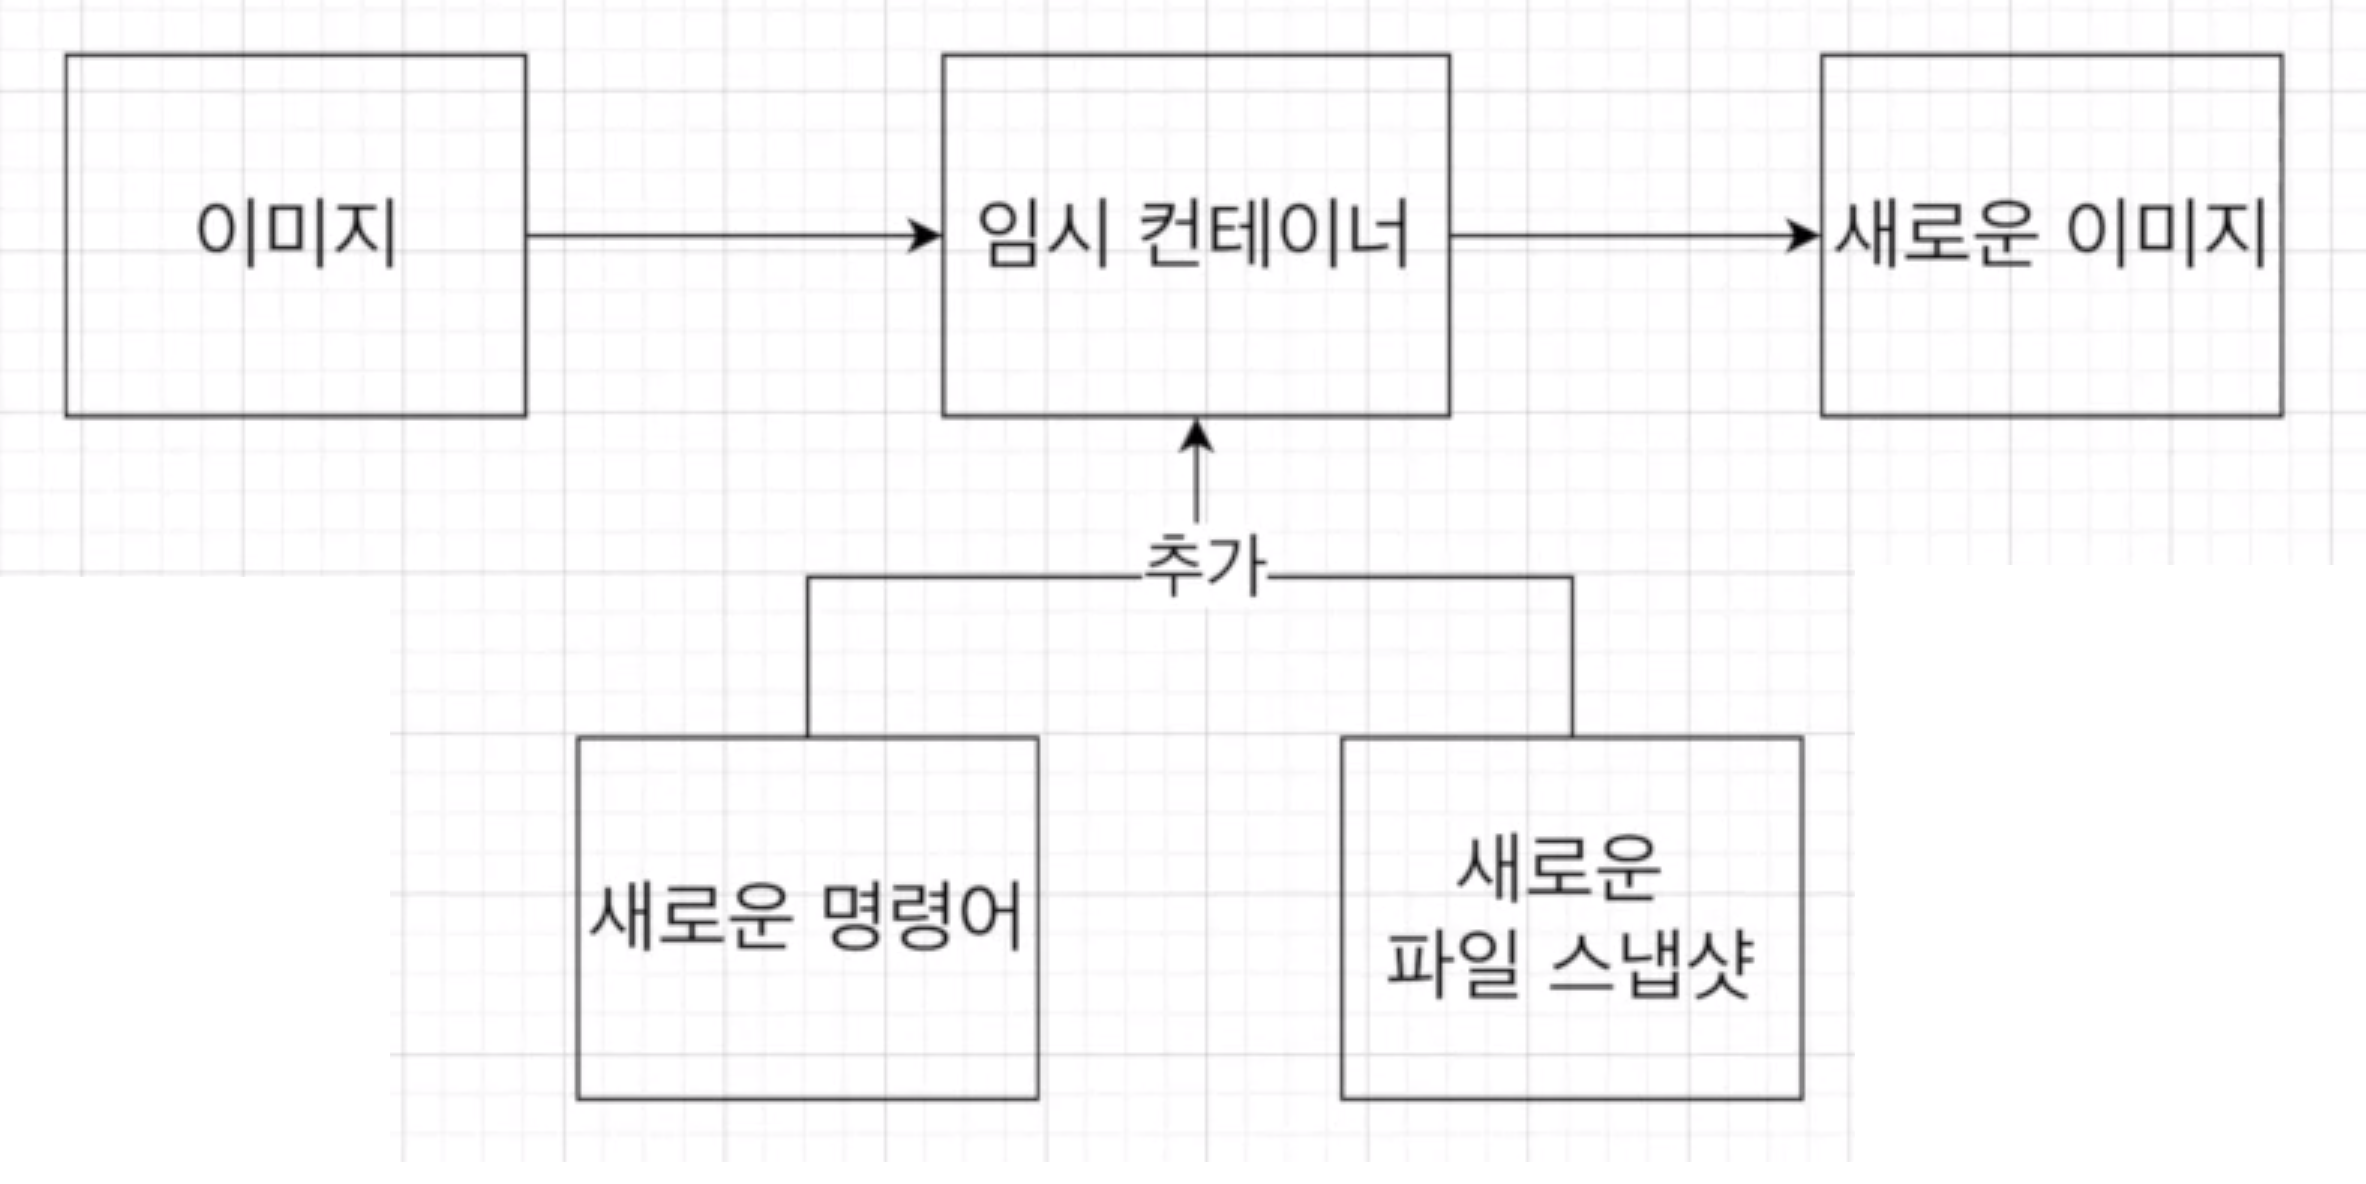 이미지
임시 컨테이너
새로운 이미지
추가
새로운 명령어
새로운
파일 스냅샷